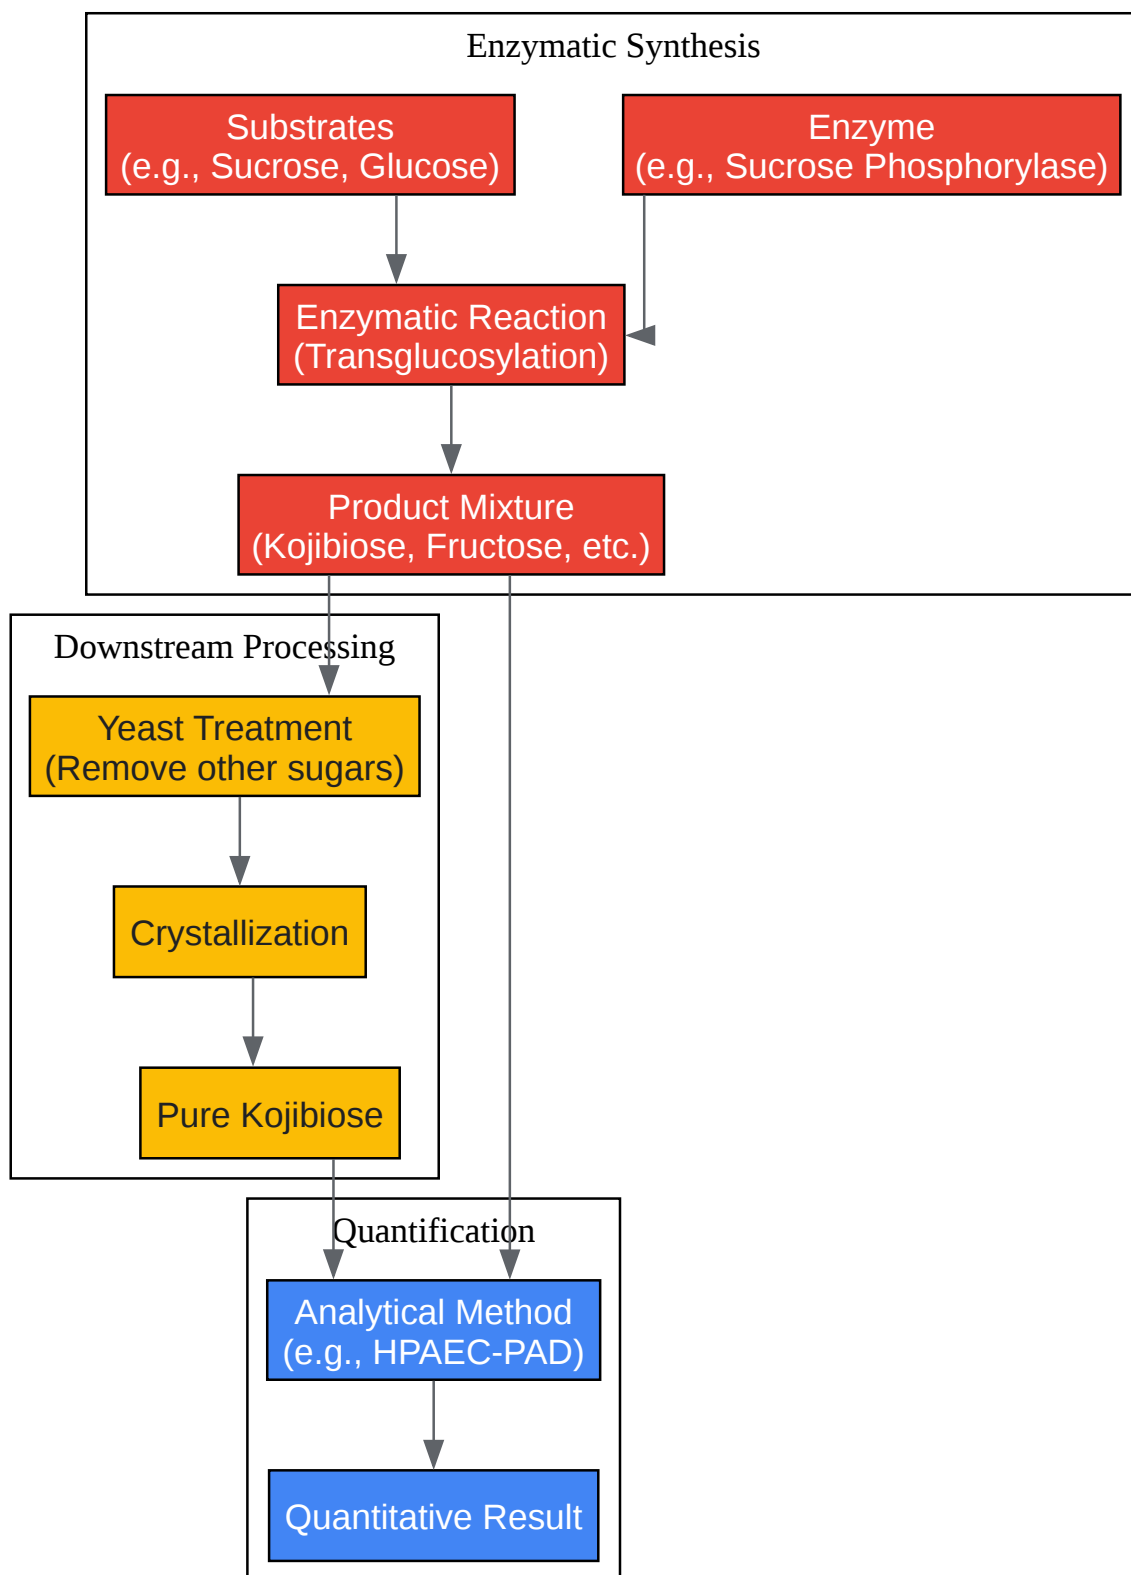 Enzymatic Synthesis
Substrates
(e.g., Sucrose, Glucose)
Enzyme
(e.g., Sucrose Phosphorylase)
Enzymatic Reaction
(Transglucosylation)
Product Mixture
(Kojibiose, Fructose, etc.)
Downstream Processing
Yeast Treatment
(Remove other sugars)
Crystallization
Pure Kojibiose
Quantification
Analytical Method
(e.g., HPAEC-PAD)
Quantitative Result